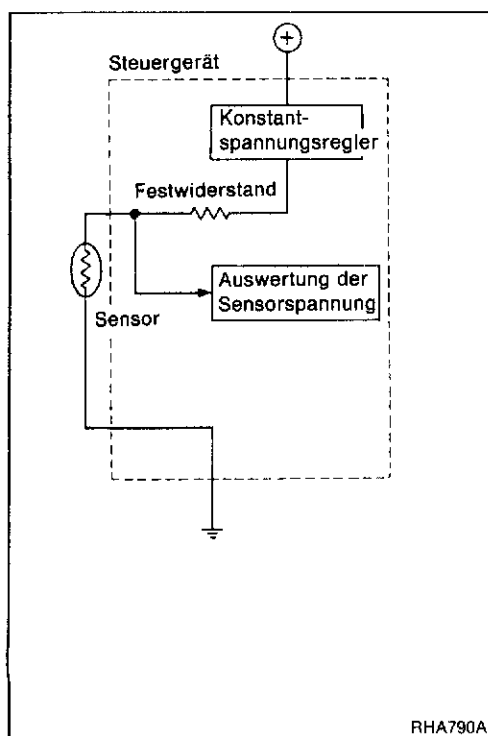 Steuergerät
Konstant-
spannungsregler
Festwiderstand
Auswertung der
Sensorspannung
Sensor
RHA790A